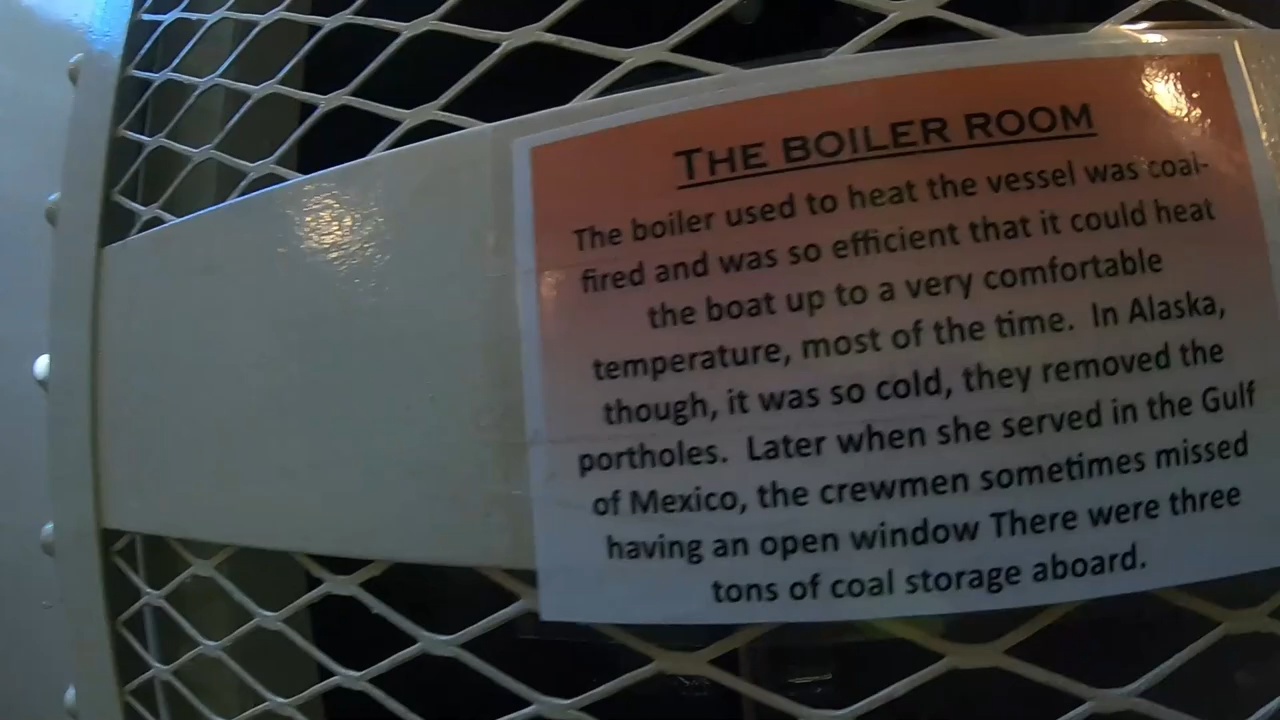 THE BOILER ROOM
The boiler used to heat the vessel was coal-
fired and was so efficient that it could heat
the boat up to a very comfortable
temperature, most of the time. In Alaska,
though, it was so cold, they removed the
portholes. Later when she served in the Gulf
of Mexico, the crewmen sometimes missed
having an open window There were three
tons of coal storage aboard.